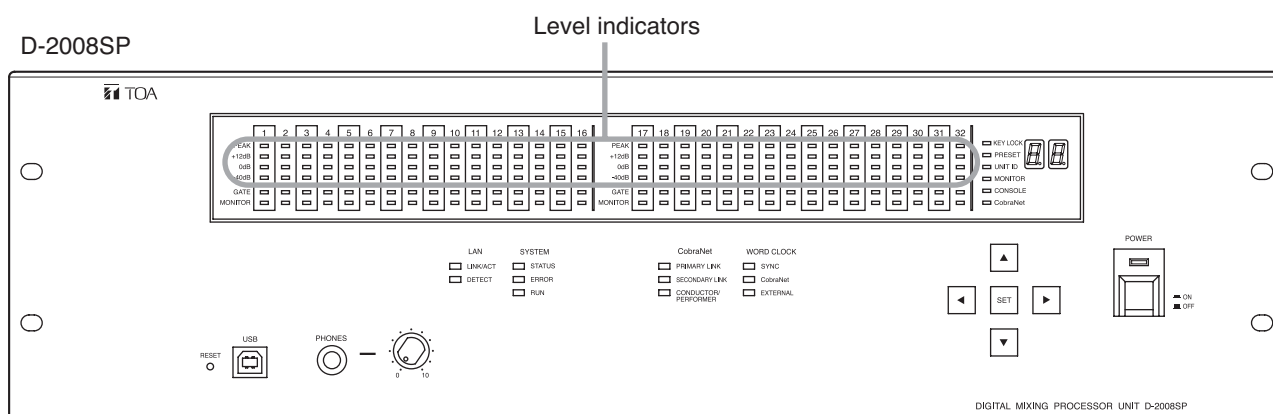 Level indicators
D-2008SP
TOA
1 2 3 4 5 6 7 8 9 10 11 12 13 14 15 16 17 18 19 20 21 22 23 24 25 26 27 28 29 30 31 32
PEAK PEAK KEY LOCK
+12dB +12dB PRESET
0dB 0dB UNIT ID
-40dB -40dB MONITOR
GATE GATE CONSOLE
MONITOR MONITOR CobraNet
88
LAN SYSTEM CobraNet WORD CLOCK POWER
LINK/ACT STATUS PRIMARY LINK SYNC
DETECT ERROR SECONDARY LINK CobraNet
RUN CONDUCTOR/ EXTERNAL
PERFORMER
SET
ON
OFF
RESET USB PHONES
0 10
DIGITAL MIXING PROCESSOR UNIT D-2008SP